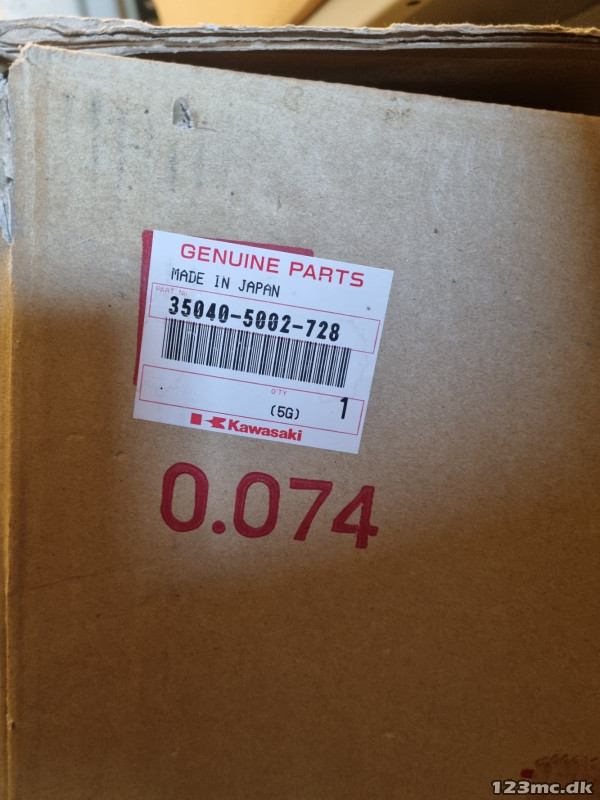 GENUINE PARTS
MADE IN JAPAN
PART No.
35040-5002-728
Q'TY
(5G) 1
Kawasaki
0.074
123mc.dk